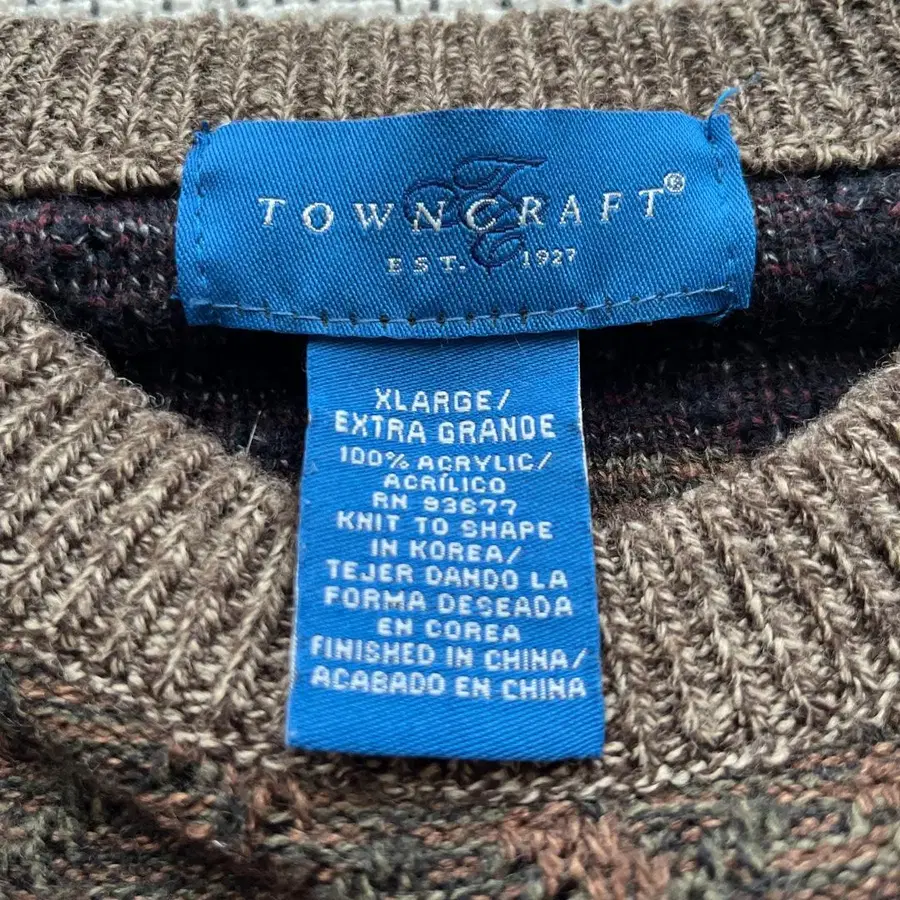 TOWNCRAFT®
EST. 1927
XLARGE/
EXTRA GRANDE
100% ACRYLIC/
ACRÍLICO
RN 93677
KNIT TO SHAPE
IN KOREA/
TEJER DANDO LA
FORMA DESEADA
EN COREA
FINISHED IN CHINA/
ACABADO EN CHINA